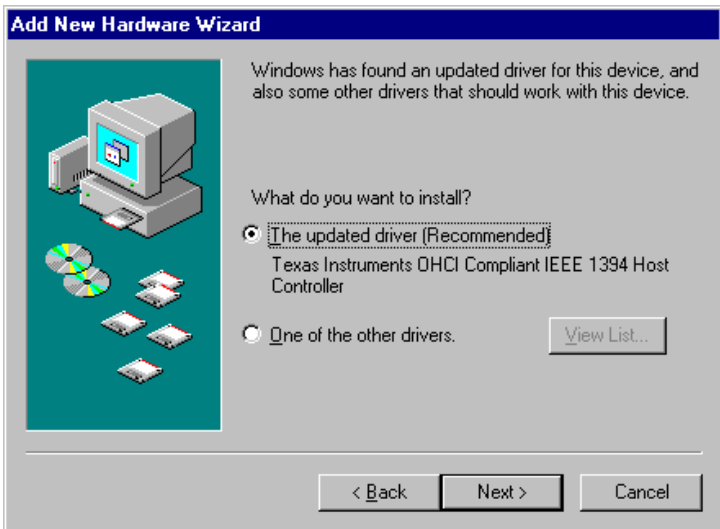 Add New Hardware Wizard
Windows has found an updated driver for this device, and
also some other drivers that should work with this device.
What do you want to install?
The updated driver (Recommended)
Texas Instruments OHCI Compliant IEEE 1394 Host
Controller
One of the other drivers.
View List...
< Back
Next >
Cancel